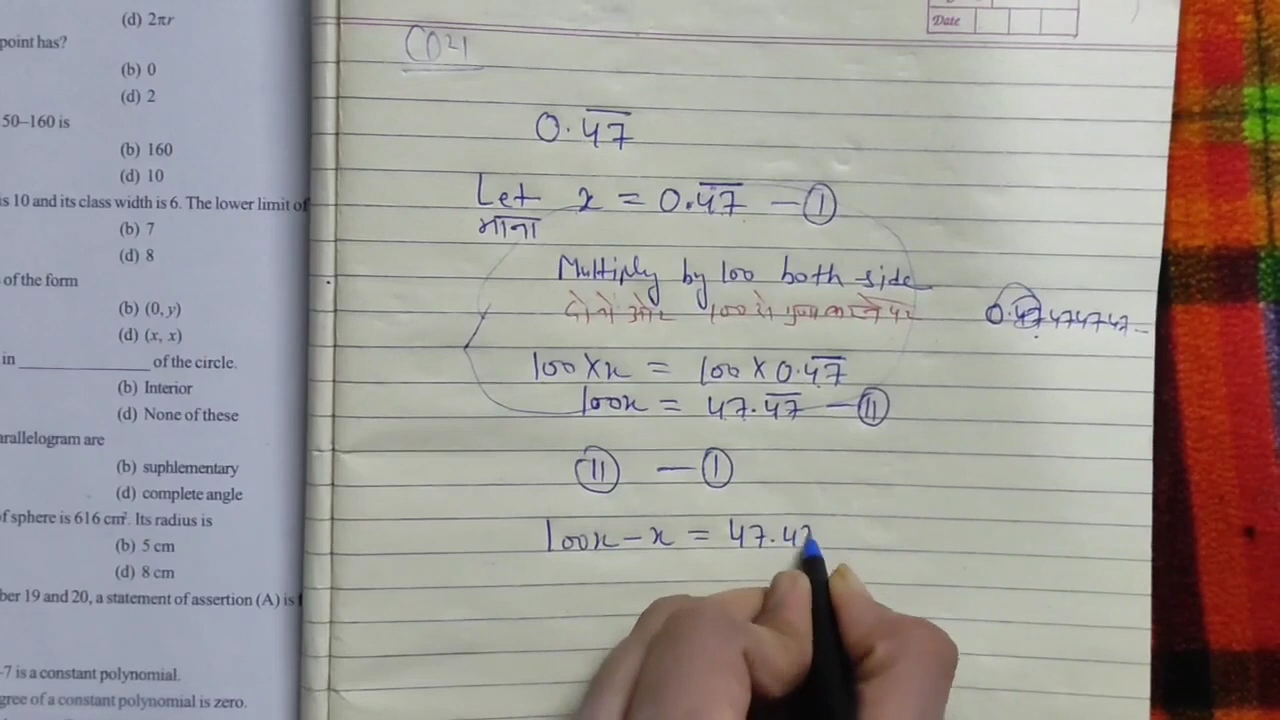 (d) 2πr
point has?
(b) 0
(d) 2
50–160 is
(b) 160
(d) 10
is 10 and its class width is 6. The lower limit of
(b) 7
(d) 8
of the form
(b) (0, y)
(d) (x, x)
in ____________ of the circle.
(b) Interior
(d) None of these
arallelogram are
(b) suphlementary
(d) complete angle
f sphere is 616 cm². Its radius is
(b) 5 cm
(d) 8 cm
ber 19 and 20, a statement of assertion (A) is
-7 is a constant polynomial.
gree of a constant polynomial is zero.
Date
0.4̅7̅
Let x = 0.4̅7̅ — ①
माना
Multiply by 100 both side
दोनो ओर 100 से गुणा करने पर
0.47474747...
100 × x = 100 × 0.4̅7̅
100x = 47.4̅7̅ — ⑪
⑪ — ①
100x - x = 47.47